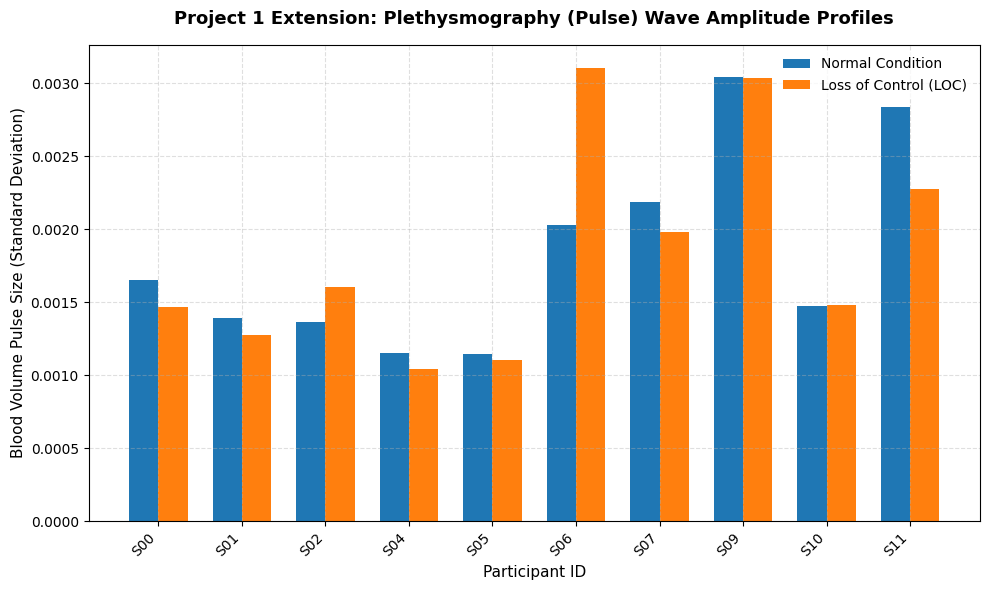 Project 1 Extension: Plethysmography (Pulse) Wave Amplitude Profiles
Normal Condition
Loss of Control (LOC)
Blood Volume Pulse Size (Standard Deviation)
0.0030
0.0025
0.0020
0.0015
0.0010
0.0005
0.0000
S00
S01
S02
S04
S05
S06
S07
S09
S10
S11
Participant ID